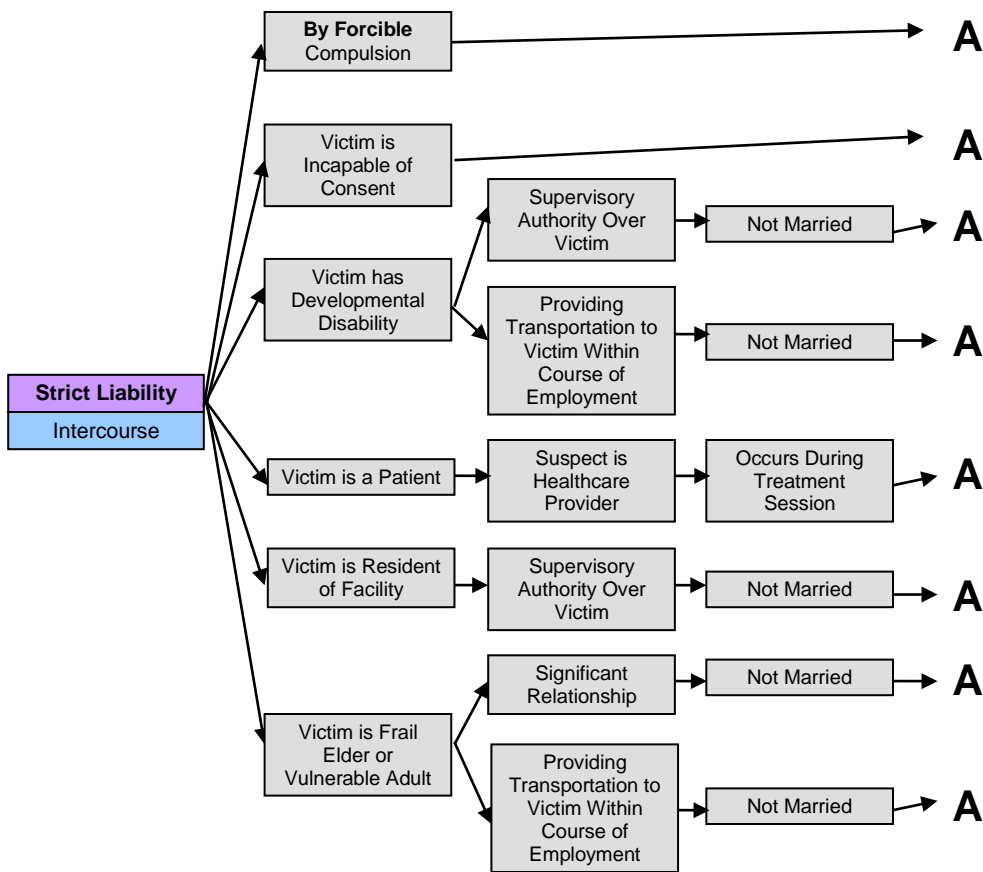 By Forcible
Compulsion
A
Victim is
Incapable of
Consent
A
Victim has
Developmental
Disability
Supervisory
Authority Over
Victim
Not Married
A
Providing
Transportation to
Victim Within
Course of
Employment
Not Married
A
Strict Liability
Intercourse
Victim is a Patient
Suspect is
Healthcare
Provider
Occurs During
Treatment
Session
A
Victim is Resident
of Facility
Supervisory
Authority Over
Victim
Not Married
A
Victim is Frail
Elder or
Vulnerable Adult
Significant
Relationship
Not Married
A
Providing
Transportation to
Victim Within
Course of
Employment
Not Married
A